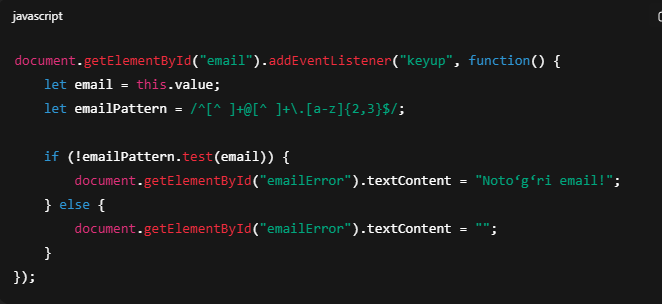 javascript
document.getElementById("email").addEventListener("keyup", function() {
    let email = this.value;
    let emailPattern = /^[^ ]+@[^ ]+\.[a-z]{2,3}$/;
    if (!emailPattern.test(email)) {
        document.getElementById("emailError").textContent = "Noto‘g‘ri email!";
    } else {
        document.getElementById("emailError").textContent = "";
    }
});